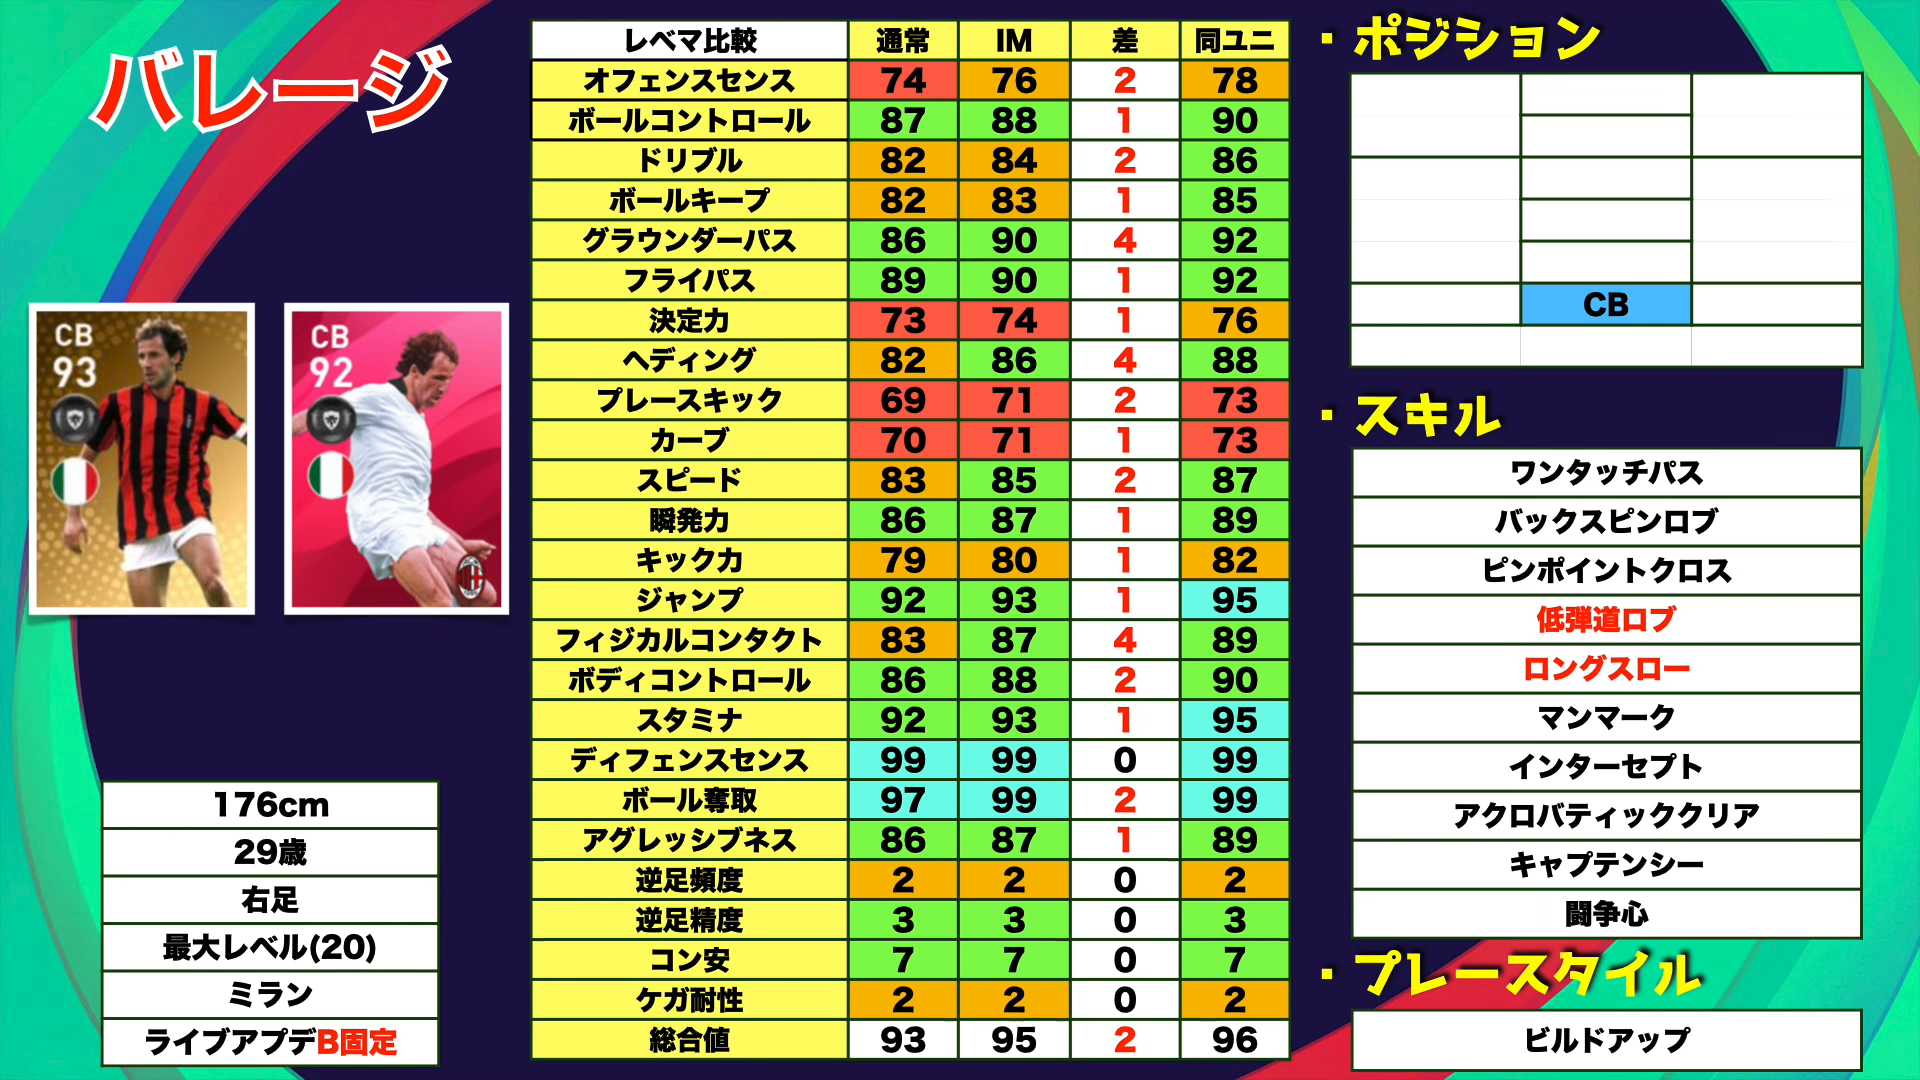 バレージ
CB
93
CB
92
176cm
29歳
右足
最大レベル(20)
ミラン
ライブアプデB固定
レベマ比較 通常 IM 差 同ユニ
オフェンスセンス 74 76 2 78
ボールコントロール 87 88 1 90
ドリブル 82 84 2 86
ボールキープ 82 83 1 85
グラウンダーパス 86 90 4 92
フライパス 89 90 1 92
決定力 73 74 1 76
ヘディング 82 86 4 88
プレースキック 69 71 2 73
カーブ 70 71 1 73
スピード 83 85 2 87
瞬発力 86 87 1 89
キック力 79 80 1 82
ジャンプ 92 93 1 95
フィジカルコンタクト 83 87 4 89
ボディコントロール 86 88 2 90
スタミナ 92 93 1 95
ディフェンスセンス 99 99 0 99
ボール奪取 97 99 2 99
アグレッシブネス 86 87 1 89
逆足頻度 2 2 0 2
逆足精度 3 3 0 3
コン安 7 7 0 7
ケガ耐性 2 2 0 2
総合値 93 95 2 96
・ポジション
CB
・スキル
ワンタッチパス
バックスピンロブ
ピンポイントクロス
低弾道ロブ
ロングスロー
マンマーク
インターセプト
アクロバティッククリア
キャプテンシー
闘争心
・プレースタイル
ビルドアップ